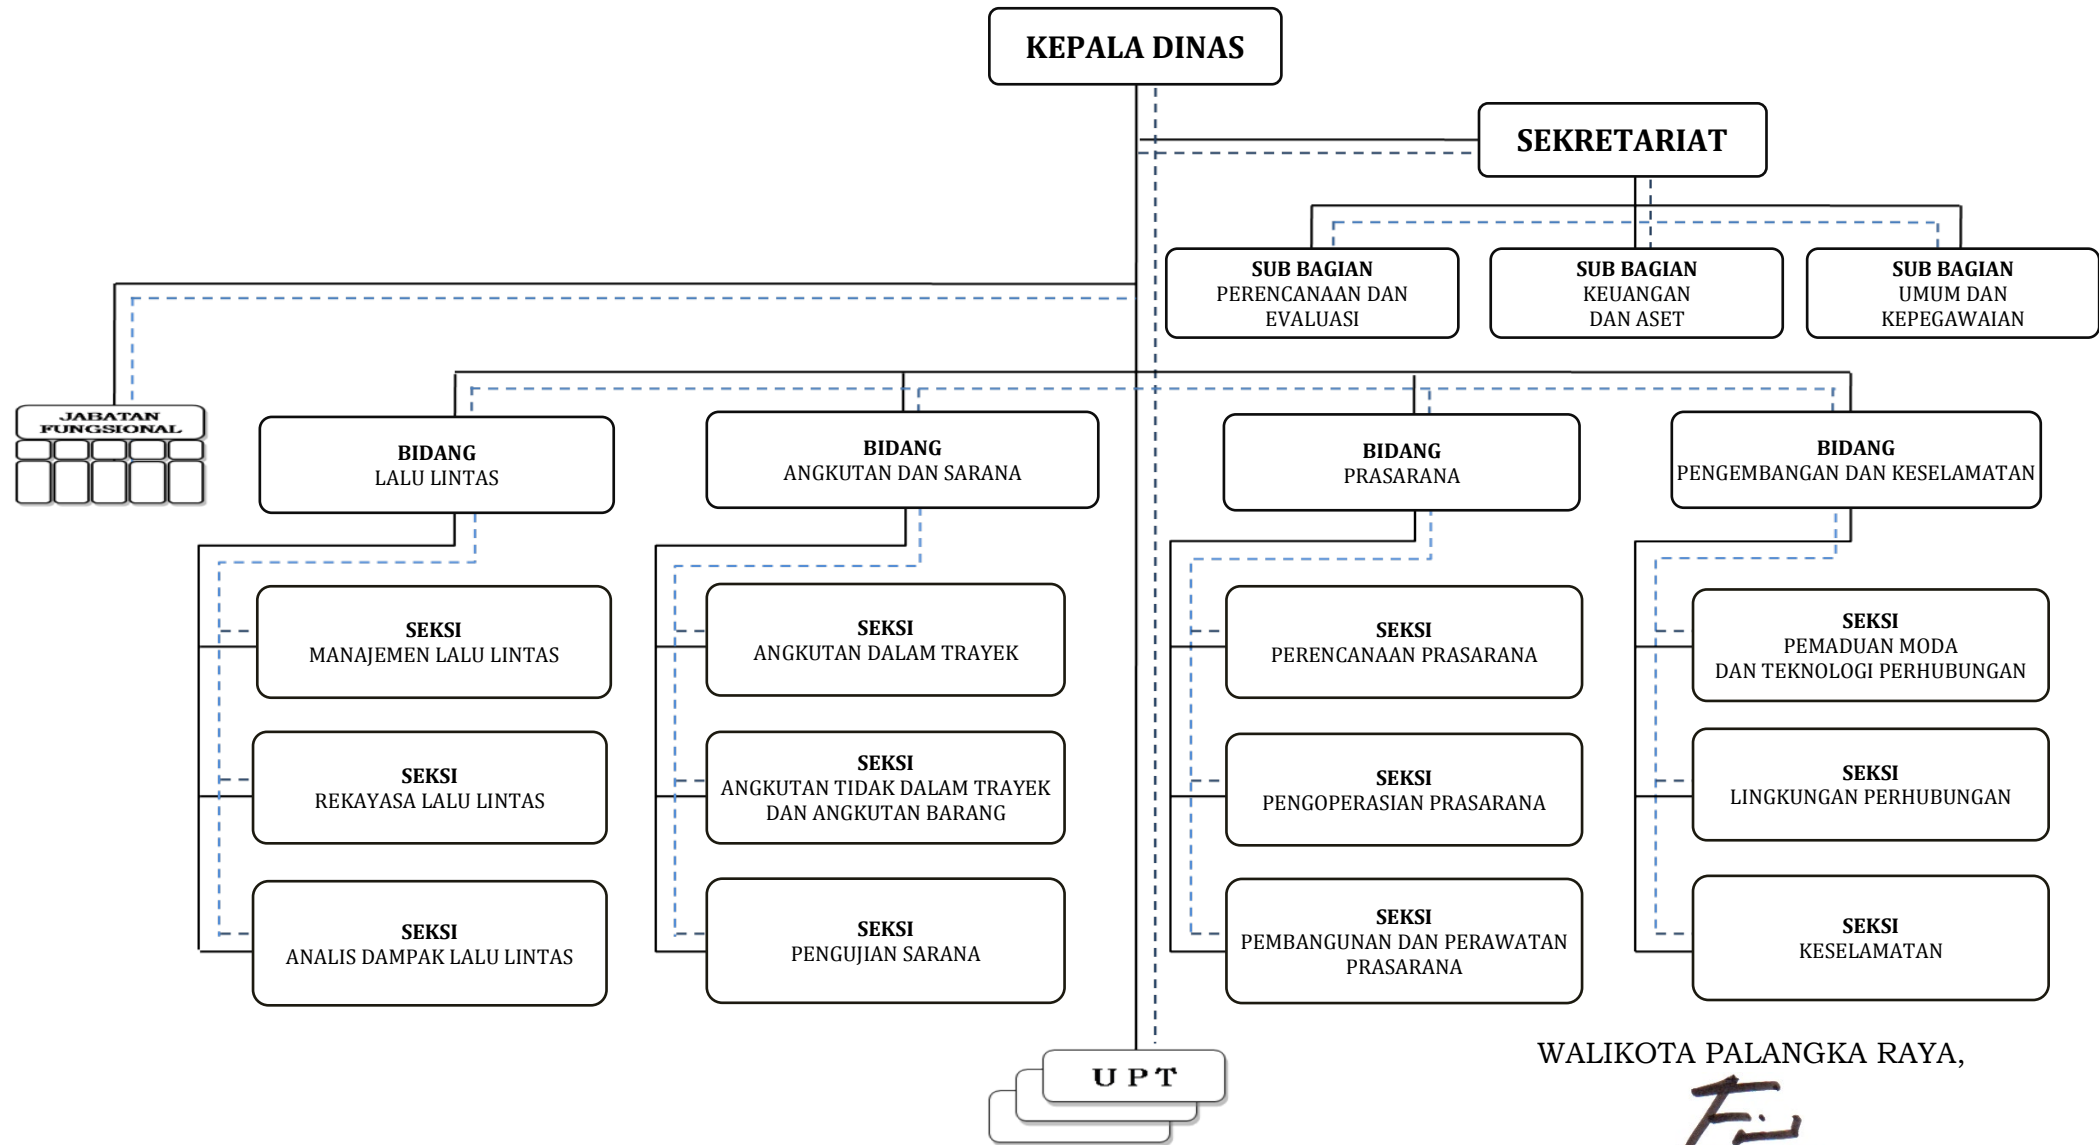 KEPALA DINAS
SEKRETARIAT
SUB BAGIAN
PERENCANAAN DAN
EVALUASI
SUB BAGIAN
KEUANGAN
DAN ASET
SUB BAGIAN
UMUM DAN
KEPEGAWAIAN
JABATAN
FUNGSIONAL
BIDANG
LALU LINTAS
BIDANG
ANGKUTAN DAN SARANA
BIDANG
PRASARANA
BIDANG
PENGEMBANGAN DAN KESELAMATAN
SEKSI
MANAJEMEN LALU LINTAS
SEKSI
ANGKUTAN DALAM TRAYEK
SEKSI
PERENCANAAN PRASARANA
SEKSI
PEMADUAN MODA
DAN TEKNOLOGI PERHUBUNGAN
SEKSI
REKAYASA LALU LINTAS
SEKSI
ANGKUTAN TIDAK DALAM TRAYEK
DAN ANGKUTAN BARANG
SEKSI
PENGOPERASIAN PRASARANA
SEKSI
LINGKUNGAN PERHUBUNGAN
SEKSI
ANALIS DAMPAK LALU LINTAS
SEKSI
PENGUJIAN SARANA
SEKSI
PEMBANGUNAN DAN PERAWATAN
PRASARANA
SEKSI
KESELAMATAN
WALIKOTA PALANGKA RAYA,
U P T